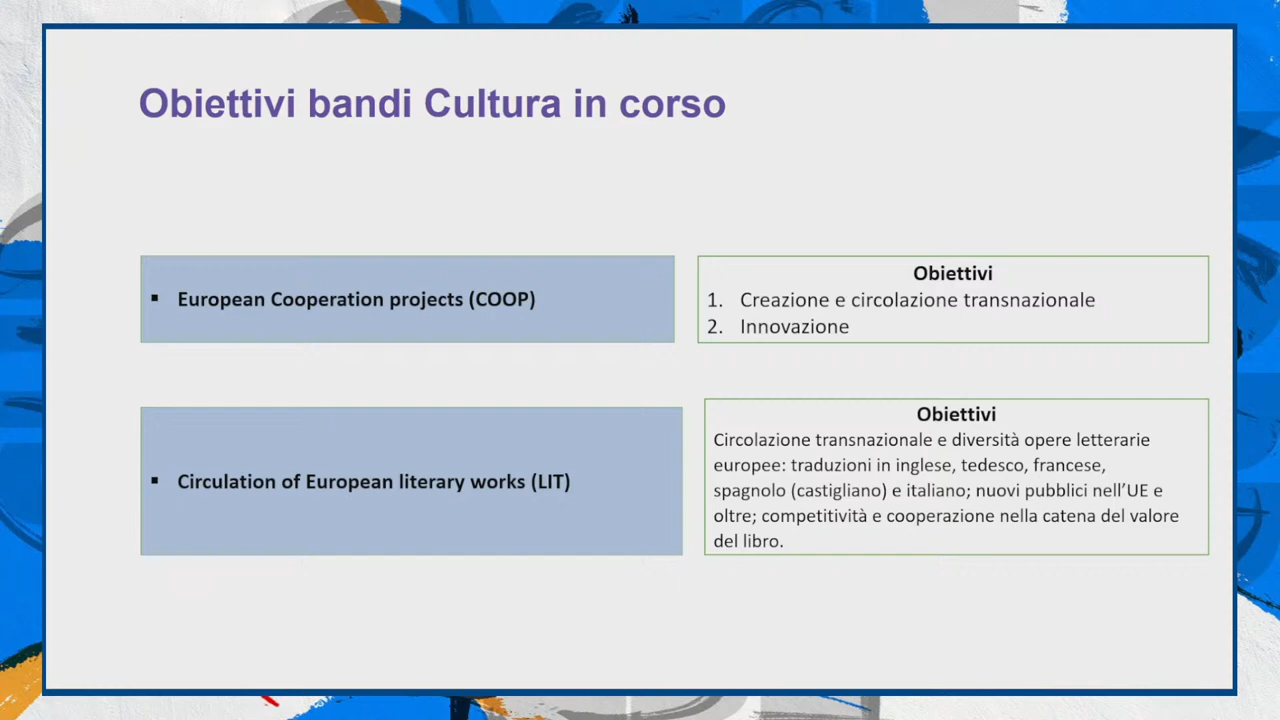 Obiettivi bandi Cultura in corso
▪ European Cooperation projects (COOP)
Obiettivi
1. Creazione e circolazione transnazionale
2. Innovazione
▪ Circulation of European literary works (LIT)
Obiettivi
Circolazione transnazionale e diversità opere letterarie
europee: traduzioni in inglese, tedesco, francese,
spagnolo (castigliano) e italiano; nuovi pubblici nell’UE e
oltre; competitività e cooperazione nella catena del valore
del libro.